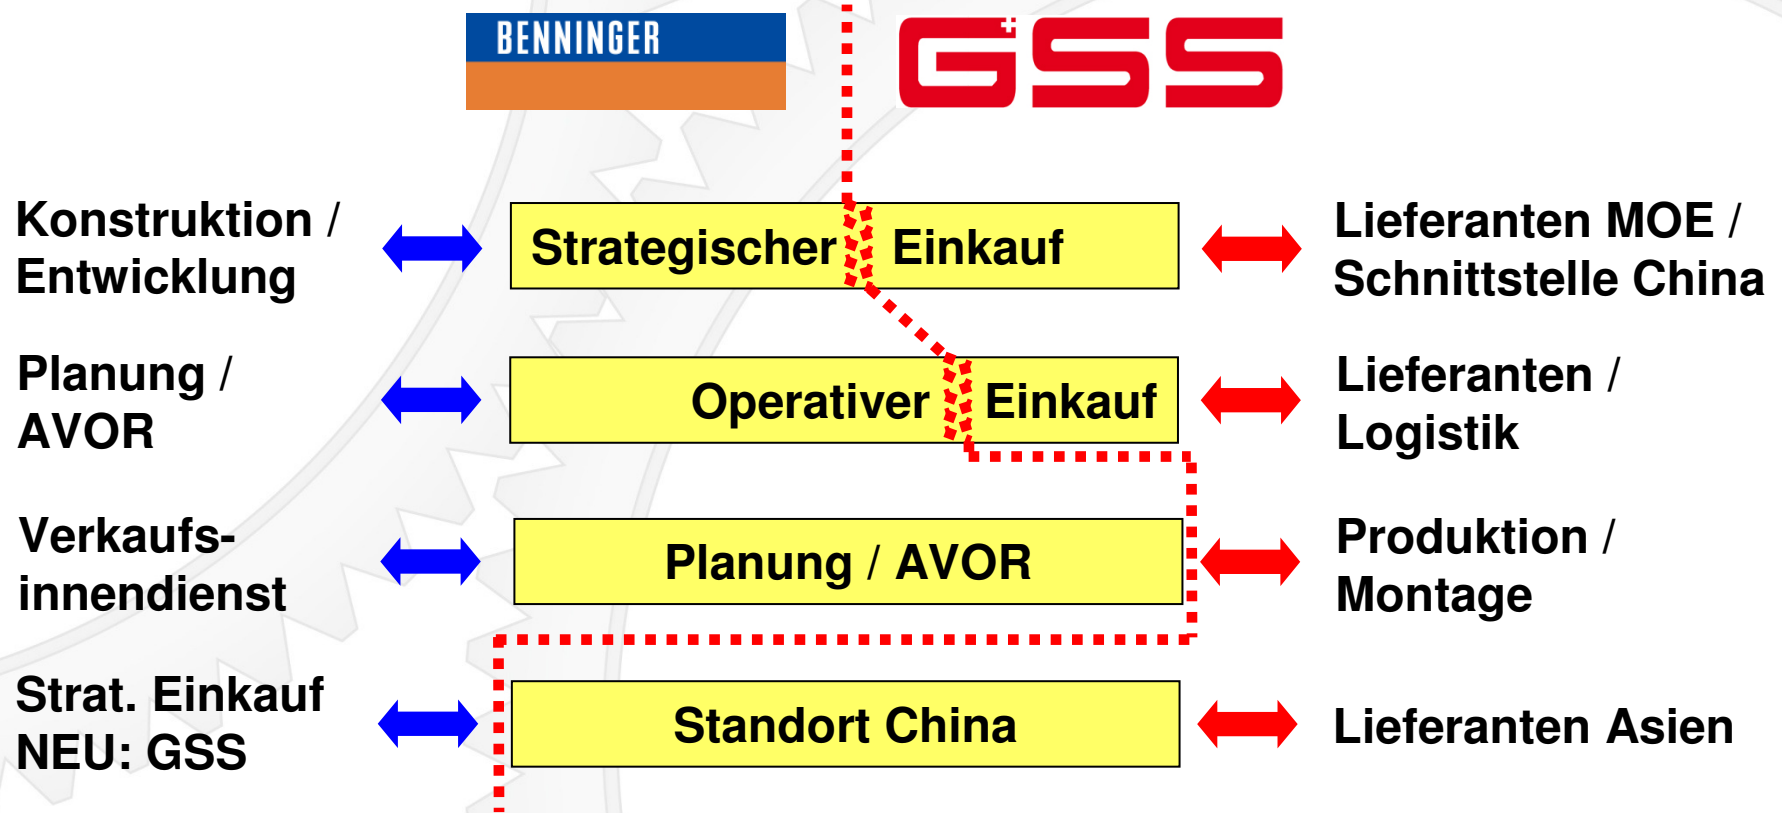 BENNINGER
GSS
Konstruktion /
Entwicklung
Strategischer Einkauf
Lieferanten MOE /
Schnittstelle China
Planung /
AVOR
Operativer Einkauf
Lieferanten /
Logistik
Verkaufs-
innendienst
Planung / AVOR
Produktion /
Montage
Strat. Einkauf
NEU: GSS
Standort China
Lieferanten Asien